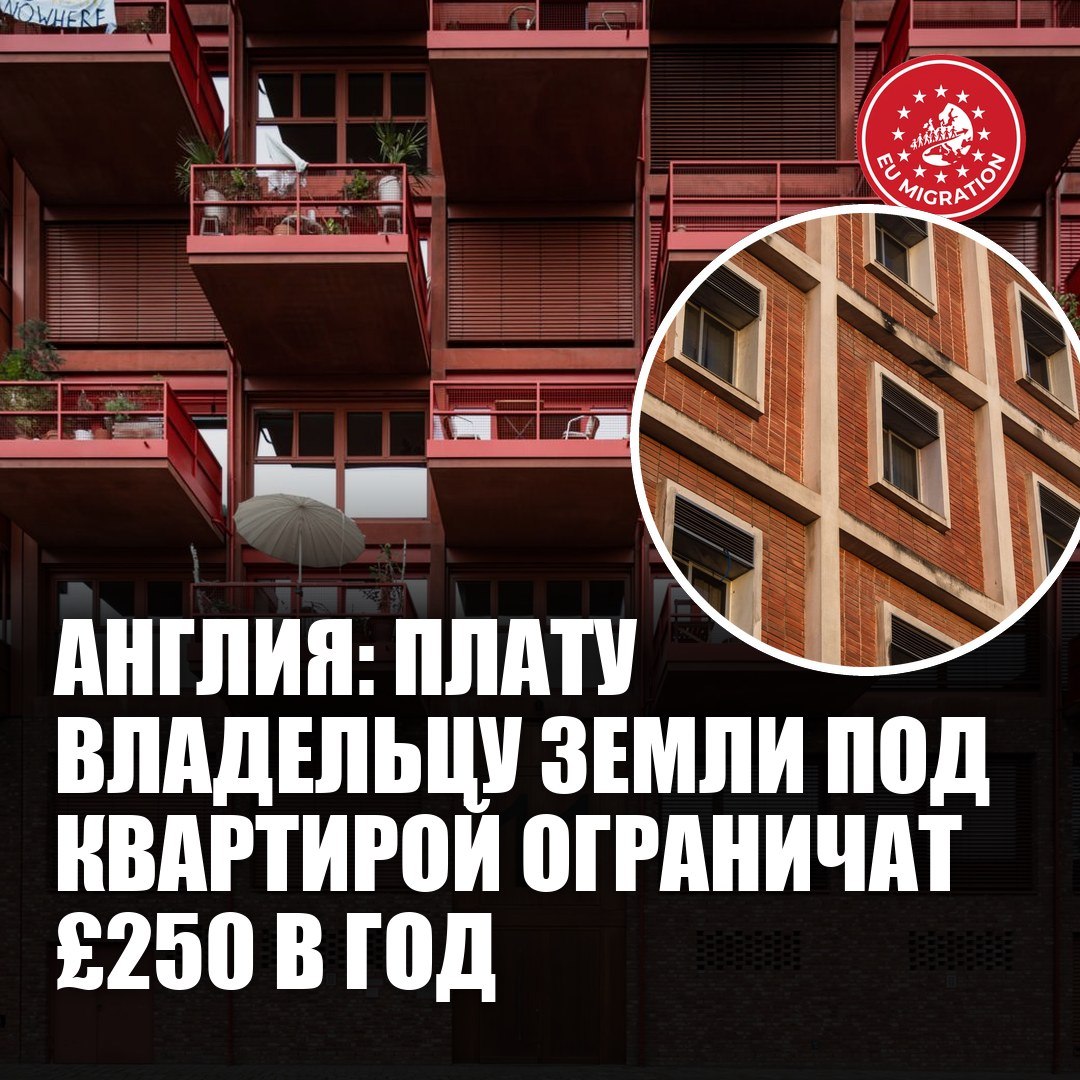 NOWHERE
EU MIGRATION
АНГЛИЯ: ПЛАТУ
ВЛАДЕЛЬЦУ ЗЕМЛИ ПОД
КВАРТИРОЙ ОГРАНИЧАТ
£250 В ГОД